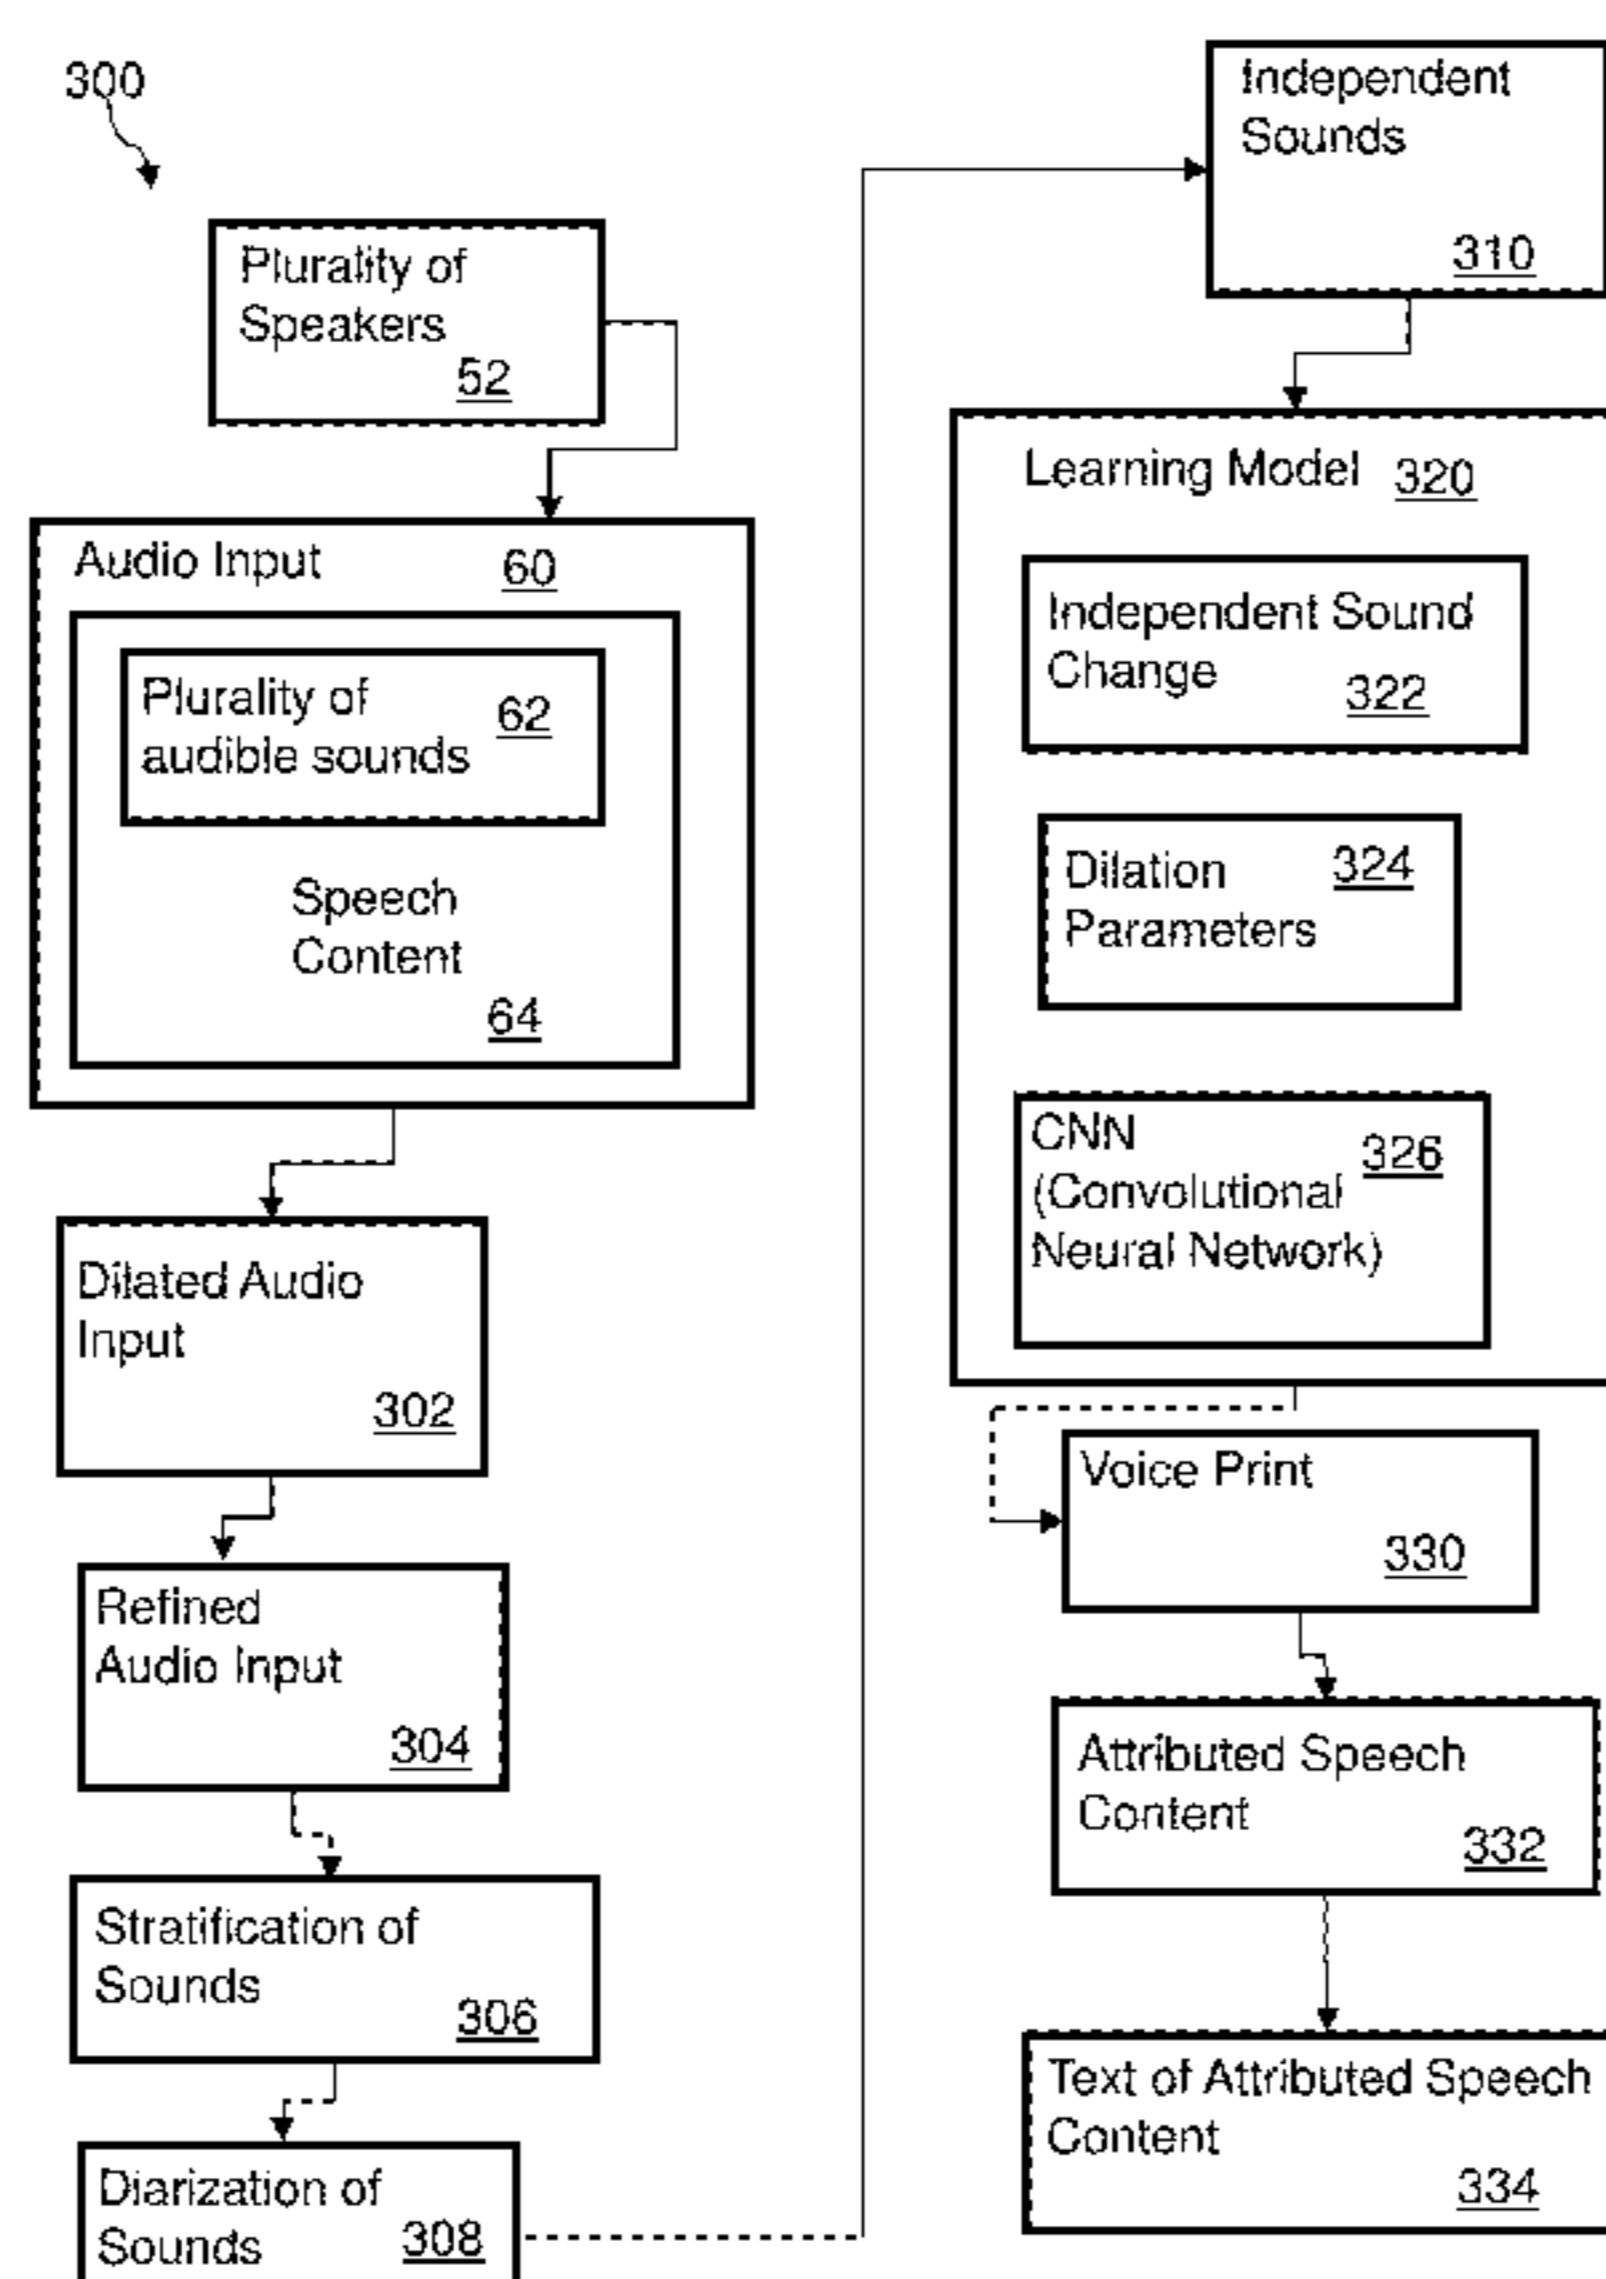 300
Plurality of
Speakers
52
Audio Input 60
Plurality of 62
audible sounds
Speech
Content
64
Dilated Audio
Input
302
Refined
Audio Input
304
Stratification of
Sounds
306
Diarization of
Sounds 308
Independent
Sounds
310
Learning Model 320
Independent Sound
Change 322
Dilation 324
Parameters
CNN 326
(Convolutional
Neural Network)
Voice Print
330
Attributed Speech
Content 332
Text of Attributed Speech
Content
334